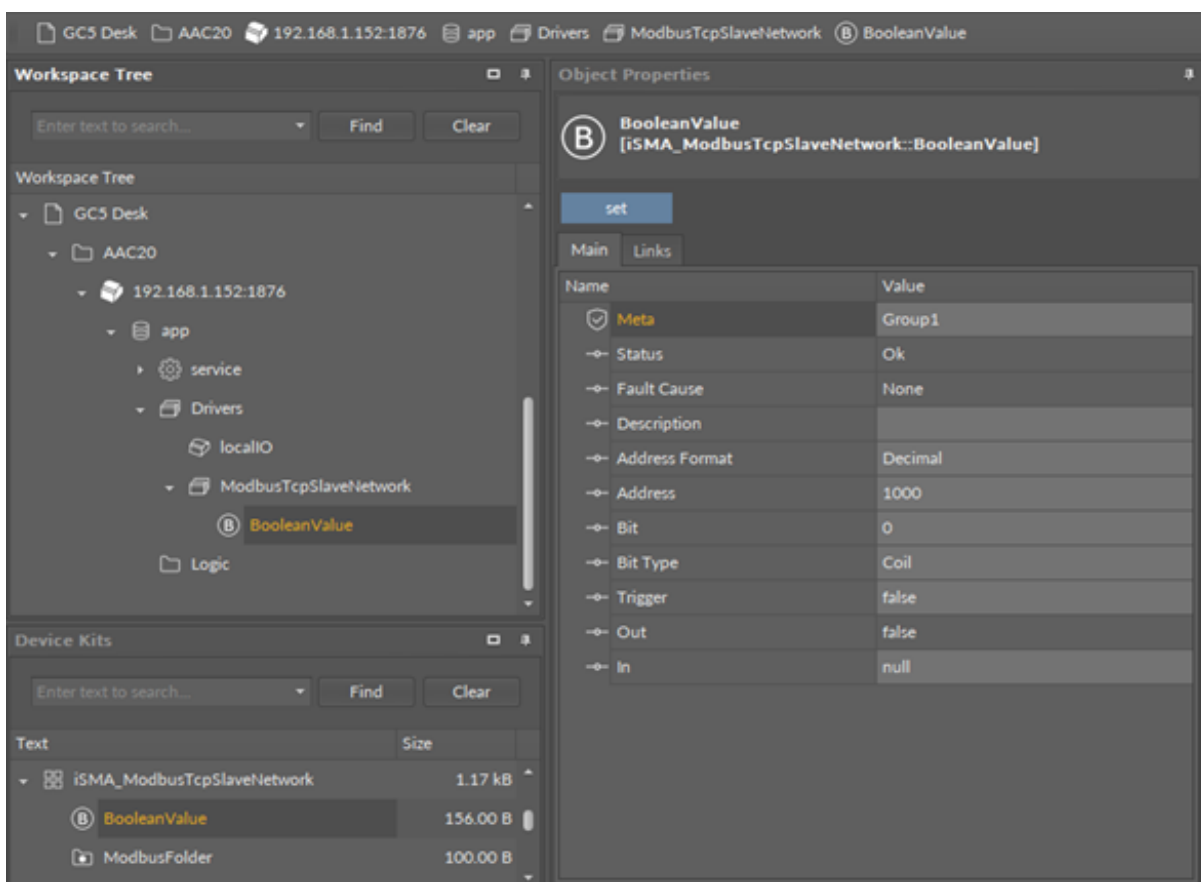 GC5 Desk AAC20 192.168.1.152:1876 app Drivers ModbusTcpSlaveNetwork B BooleanValue
Workspace Tree
Enter text to search... Find Clear
Workspace Tree
GC5 Desk
AAC20
192.168.1.152:1876
app
service
Drivers
localIO
ModbusTcpSlaveNetwork
B BooleanValue
Logic
Device Kits
Enter text to search... Find Clear
Text Size
iSMA_ModbusTcpSlaveNetwork 1.17 kB
B BooleanValue 156.00 B
ModbusFolder 100.00 B
Object Properties
B BooleanValue
[iSMA_ModbusTcpSlaveNetwork::BooleanValue]
set
Main Links
Name Value
Meta Group1
Status Ok
Fault Cause None
Description
Address Format Decimal
Address 1000
Bit 0
Bit Type Coil
Trigger false
Out false
In null